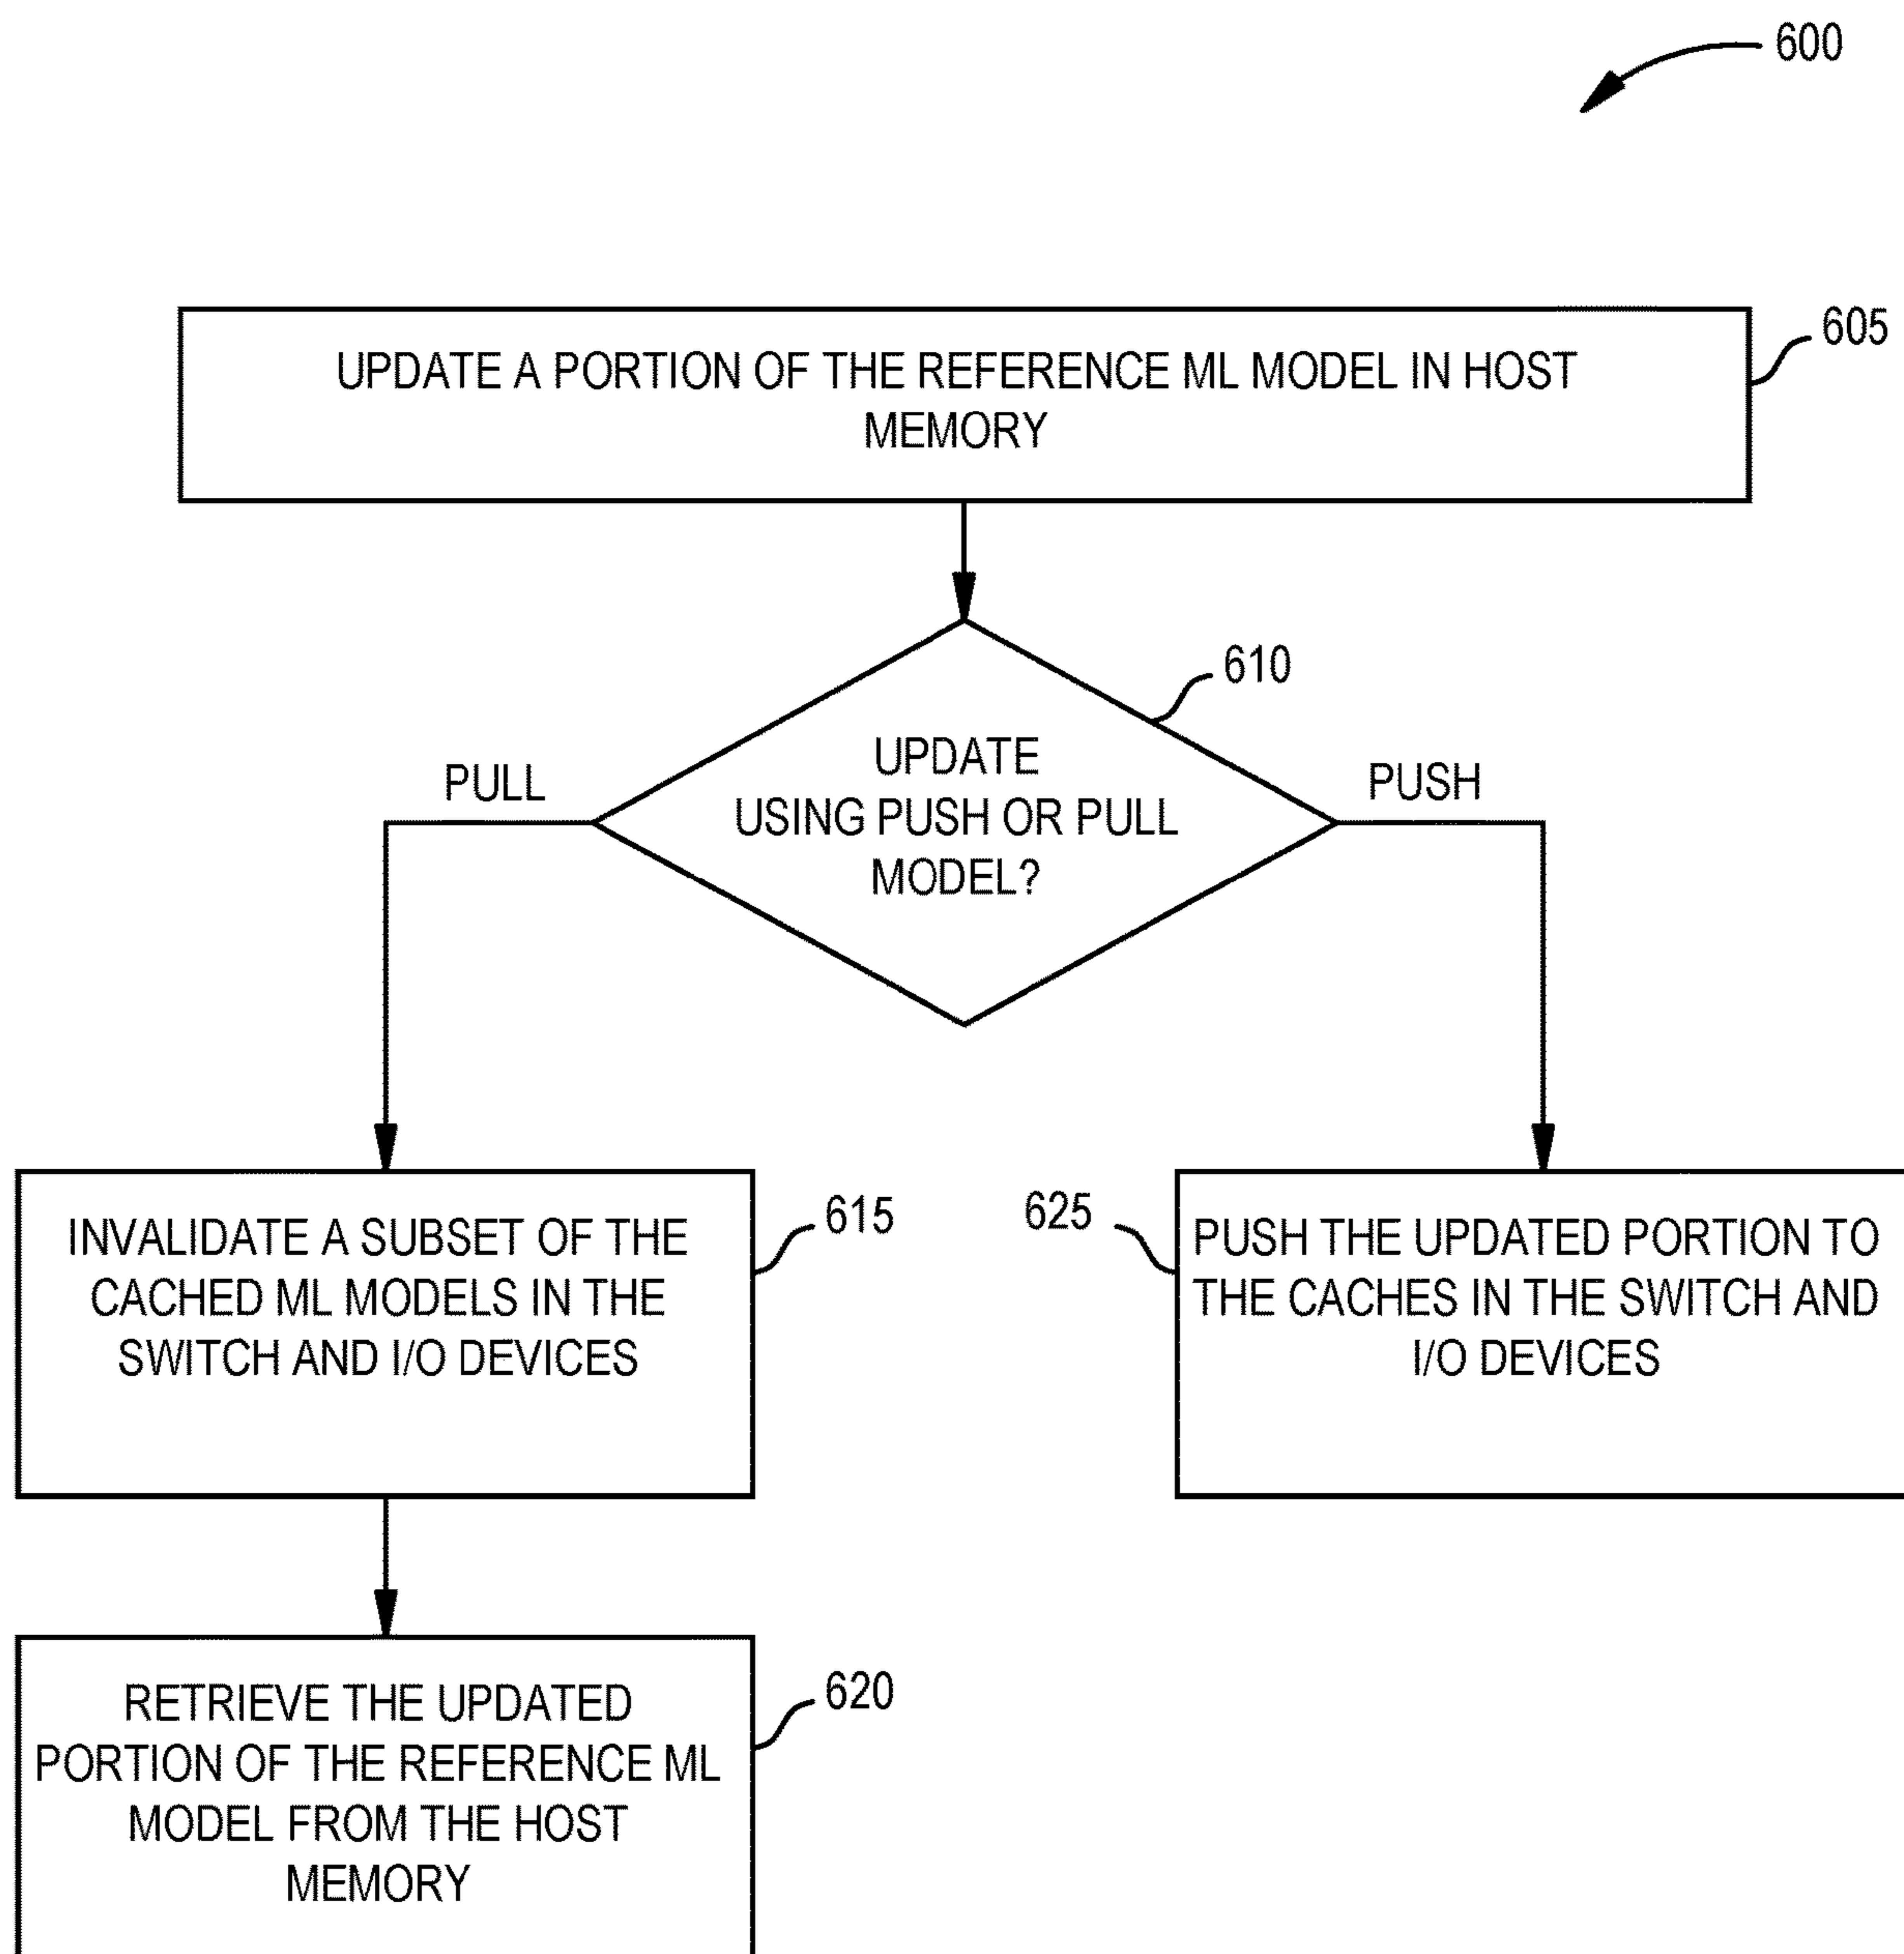 600
605
UPDATE A PORTION OF THE REFERENCE ML MODEL IN HOST
MEMORY
610
UPDATE
USING PUSH OR PULL
MODEL?
PULL
PUSH
615
INVALIDATE A SUBSET OF THE
CACHED ML MODELS IN THE
SWITCH AND I/O DEVICES
625
PUSH THE UPDATED PORTION TO
THE CACHES IN THE SWITCH AND
I/O DEVICES
620
RETRIEVE THE UPDATED
PORTION OF THE REFERENCE ML
MODEL FROM THE HOST
MEMORY